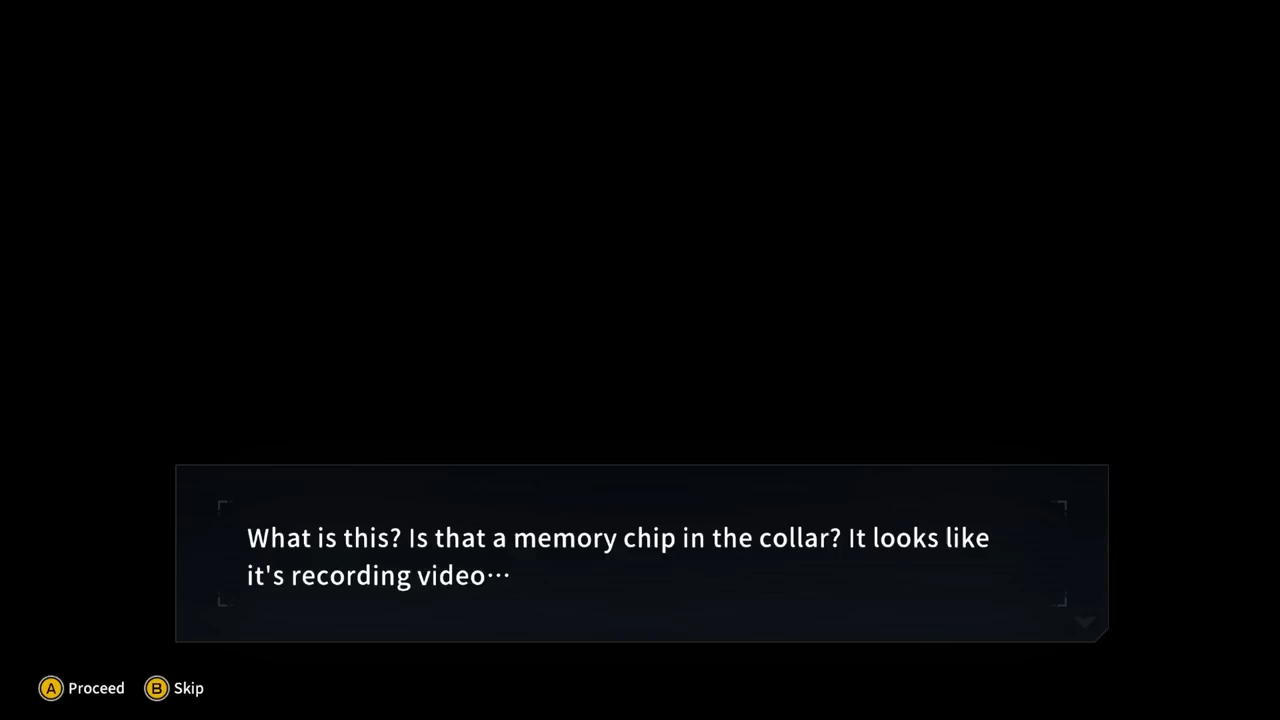 What is this? Is that a memory chip in the collar? It looks like
it's recording video⋯
A Proceed B Skip